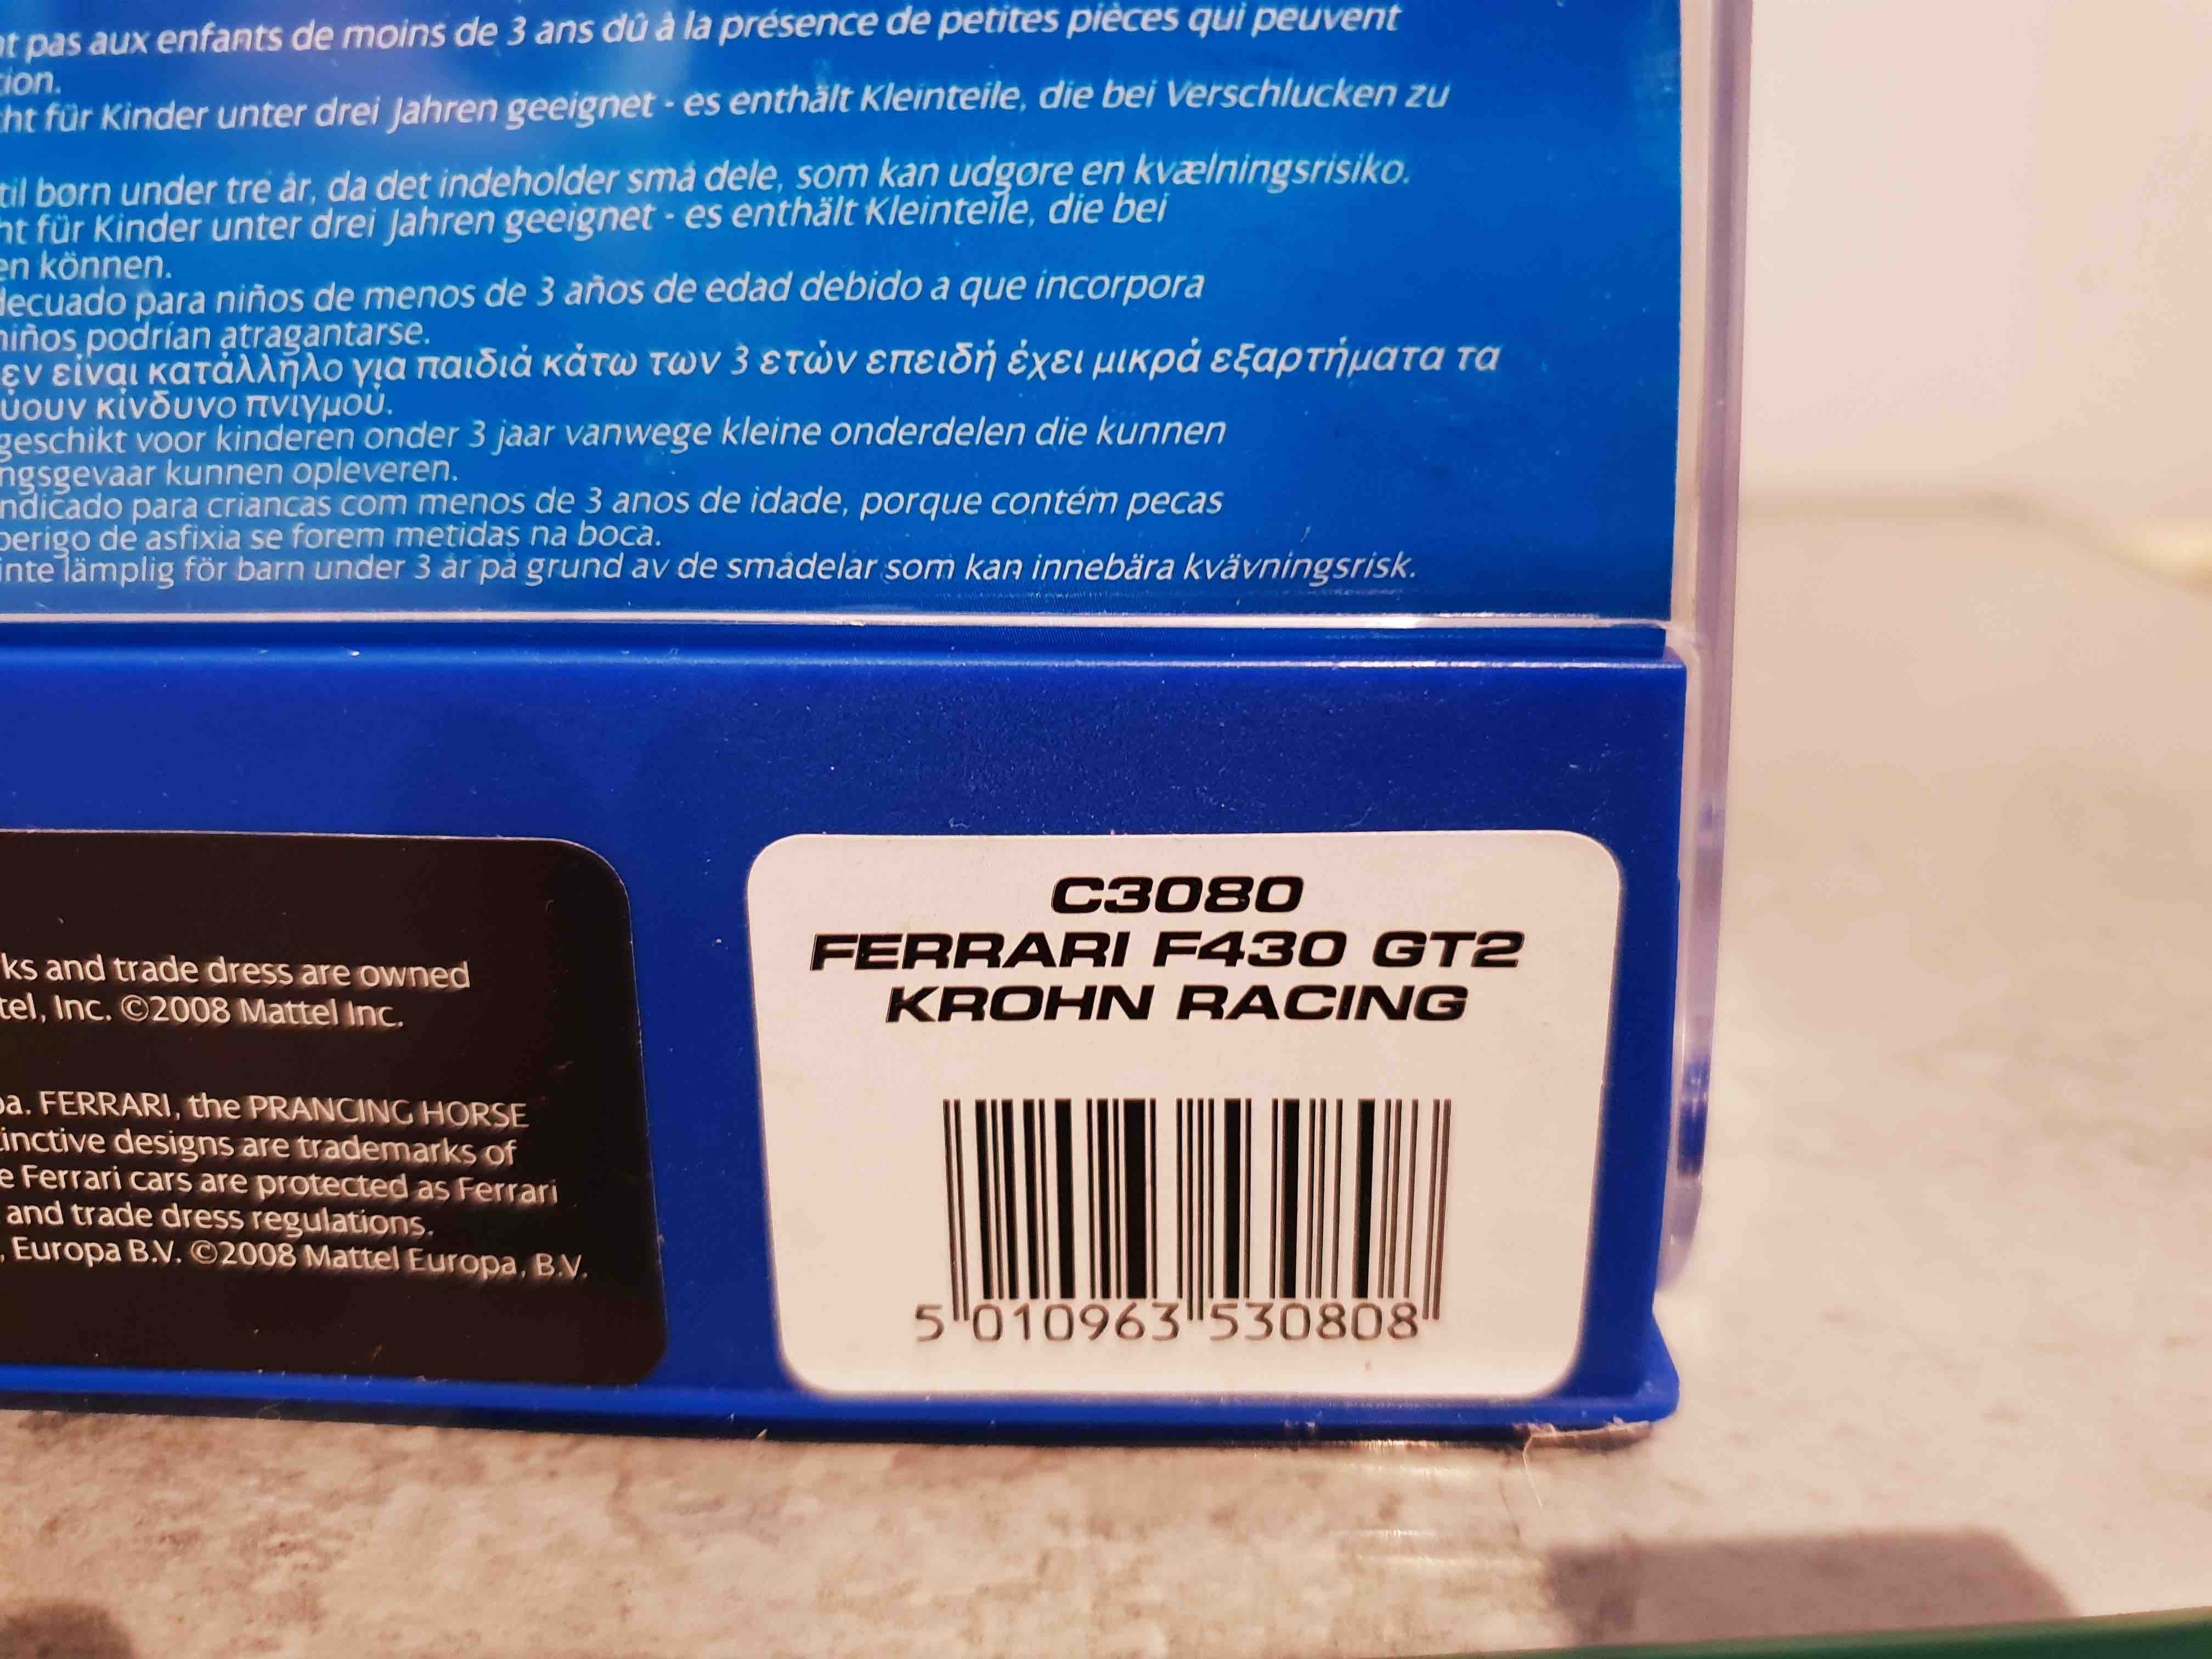 nt pas aux enfants de moins de 3 ans dû à la présence de petites pièces qui peuvent
tion.
cht für Kinder unter drei Jahren geeignet - es enthält Kleinteile, die bei Verschlucken zu
til born under tre år, da det indeholder små dele, som kan udgøre en kvælningsrisiko.
ht für Kinder unter drei Jahren geeignet - es enthält Kleinteile, die bei
en können.
decuado para niños de menos de 3 años de edad debido a que incorpora
niños podrían atragantarse.
εν είναι κατάλληλο για παιδιά κάτω των 3 ετών επειδή έχει μικρά εξαρτήματα τα
ύουν κίνδυνο πνιγμού.
geschikt voor kinderen onder 3 jaar vanwege kleine onderdelen die kunnen
ngsgevaar kunnen opleveren.
ndicado para criancas com menos de 3 anos de idade, porque contém pecas
perigo de asfixia se forem metidas na boca.
inte lämplig för barn under 3 år på grund av de smådelar som kan innebära kvävningsrisk.
ks and trade dress are owned
tel, Inc. ©2008 Mattel Inc.
pa. FERRARI, the PRANCING HORSE
tinctive designs are trademarks of
e Ferrari cars are protected as Ferrari
and trade dress regulations.
, Europa B.V. ©2008 Mattel Europa, B.V.
C3080
FERRARI F430 GT2
KROHN RACING
5 010963 530808